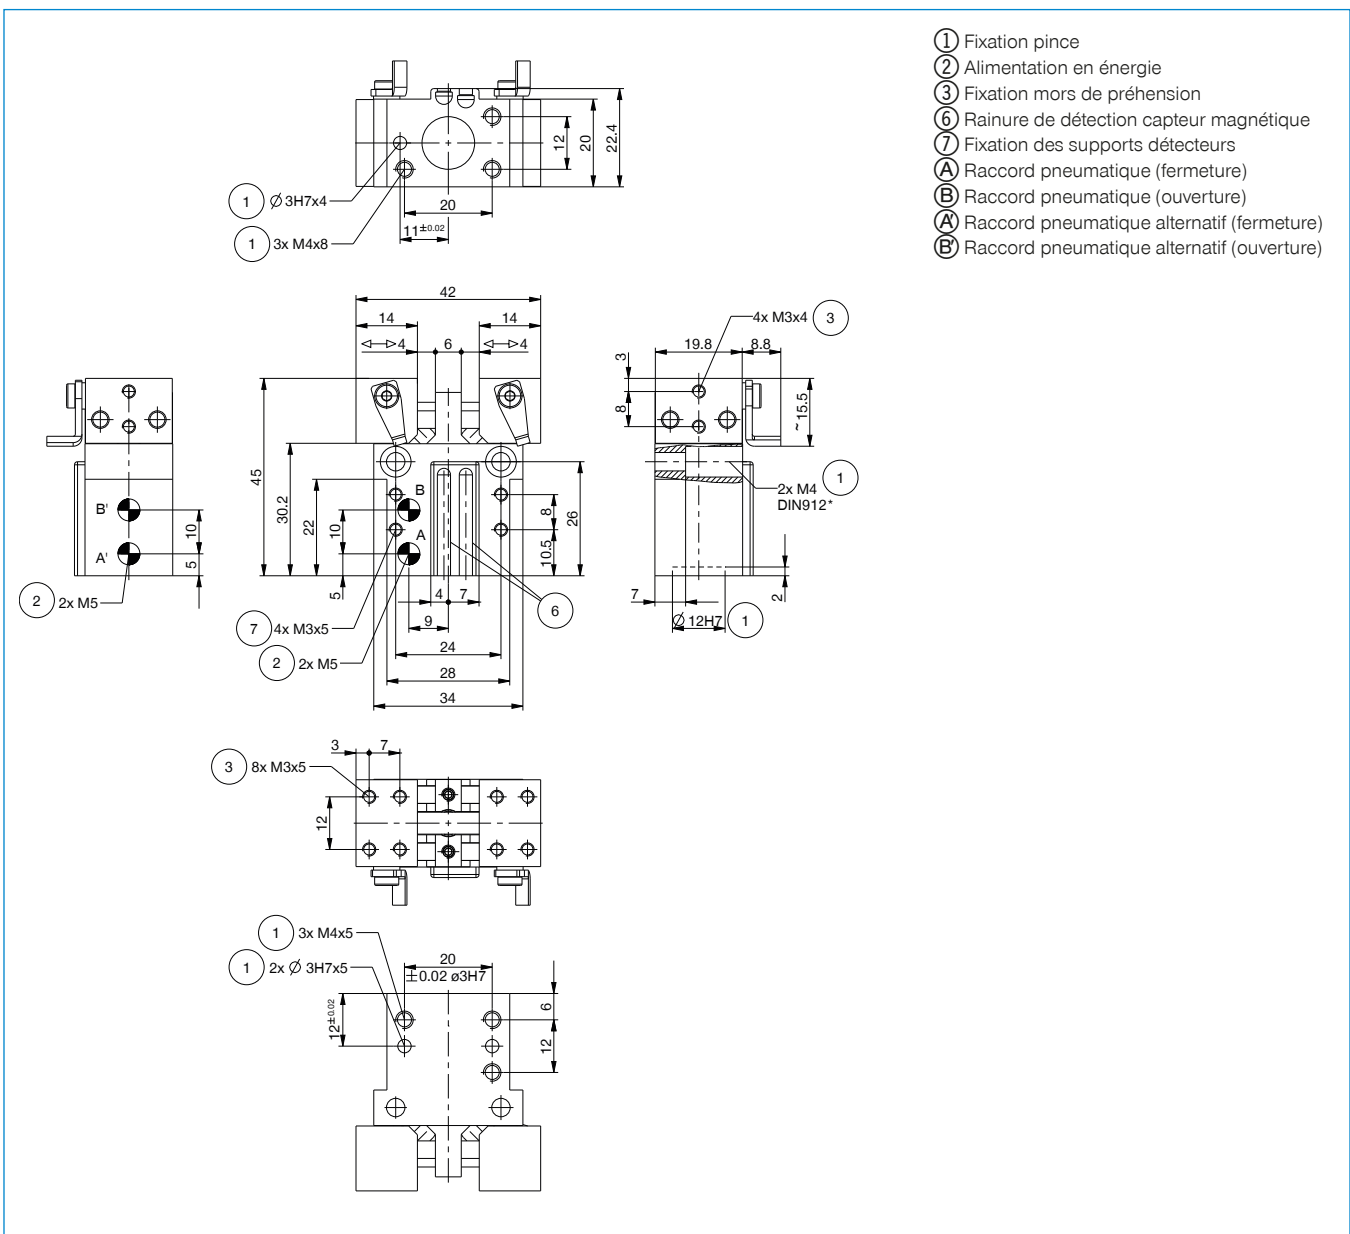 ① Fixation pince
② Alimentation en énergie
③ Fixation mors de préhension
⑥ Rainure de détection capteur magnétique
⑦ Fixation des supports détecteurs
Ⓐ Raccord pneumatique (fermeture)
Ⓑ Raccord pneumatique (ouverture)
A' Raccord pneumatique alternatif (fermeture)
B' Raccord pneumatique alternatif (ouverture)
12
20
22.4
1 Ø 3H7x4
20
11±0.02
1 3x M4x8
42
14
14
4
6
4
45
30.2
22
10
5
B
A
8
10.5
26
4
7
9
24
28
34
6
7 4x M3x5
2 2x M5
B'
A'
10
5
2 2x M5
4x M3x4 3
19.8
8.8
3
8
~15.5
2x M4
DIN912*
1
7
2
Ø 12H7 1
3
7
3 8x M3x5
12
1 3x M4x5
1 2x Ø 3H7x5
20
±0.02 ø3H7
12±0.02
6
12